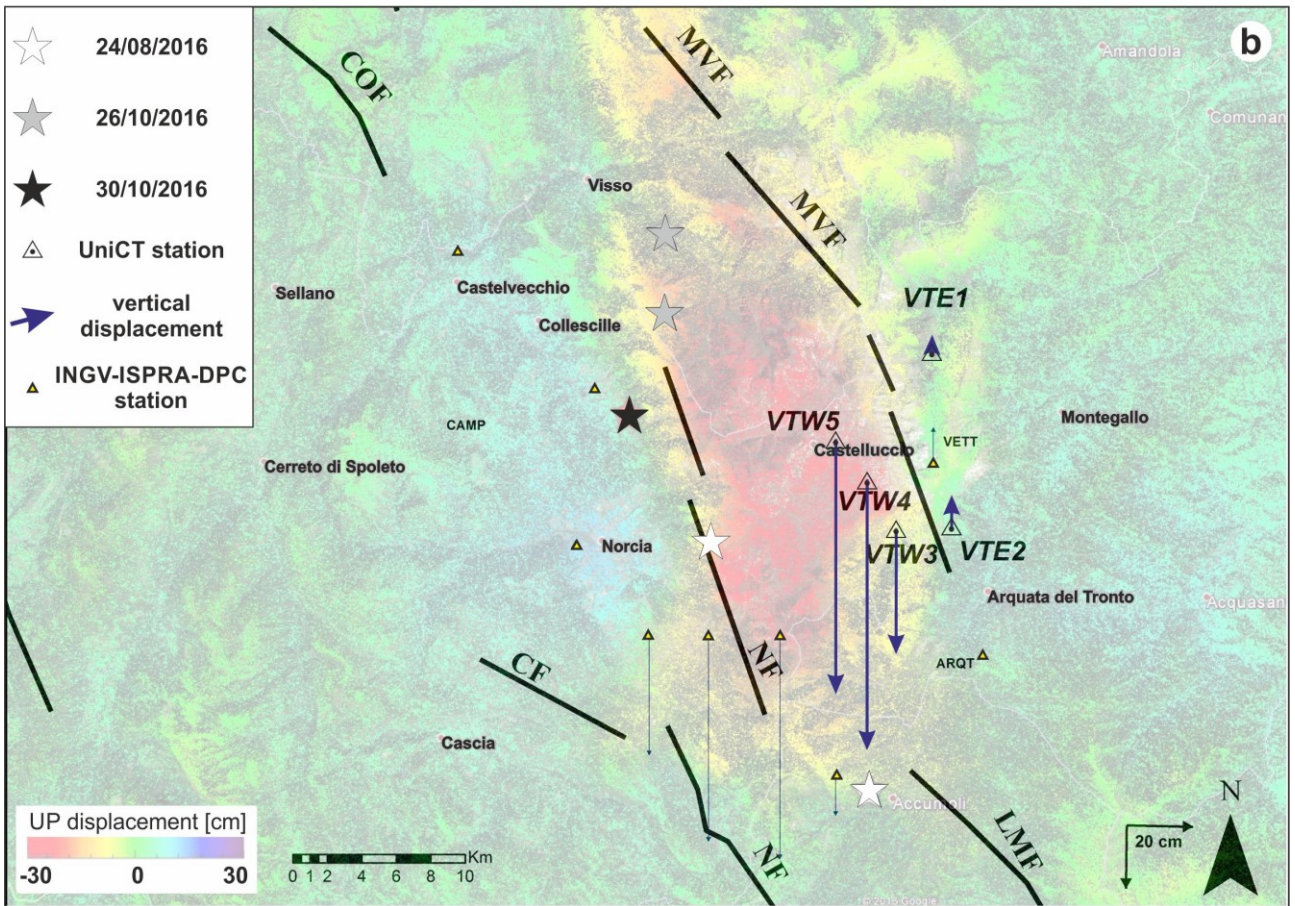 24/08/2016
26/10/2016
30/10/2016
UniCT station
vertical
displacement
INGV-ISPRA-DPC
station
b
COF
MVF
Amandola
Comunan
Visso
MVF
Sellano
Castelvecchio
Collescille
VTE1
CAMP
VTW5
Castelluccio
VETT
Montegallo
Cerreto di Spoleto
VTW4
Norcia
VTW3
VTE2
Arquata del Tronto
Acquasan
NF
ARQT
CF
Cascia
Accumoli
LMF
NF
N
20 cm
UP displacement [cm]
-30 0 30
Km
0 1 2 4 6 8 10
© 2016 Google